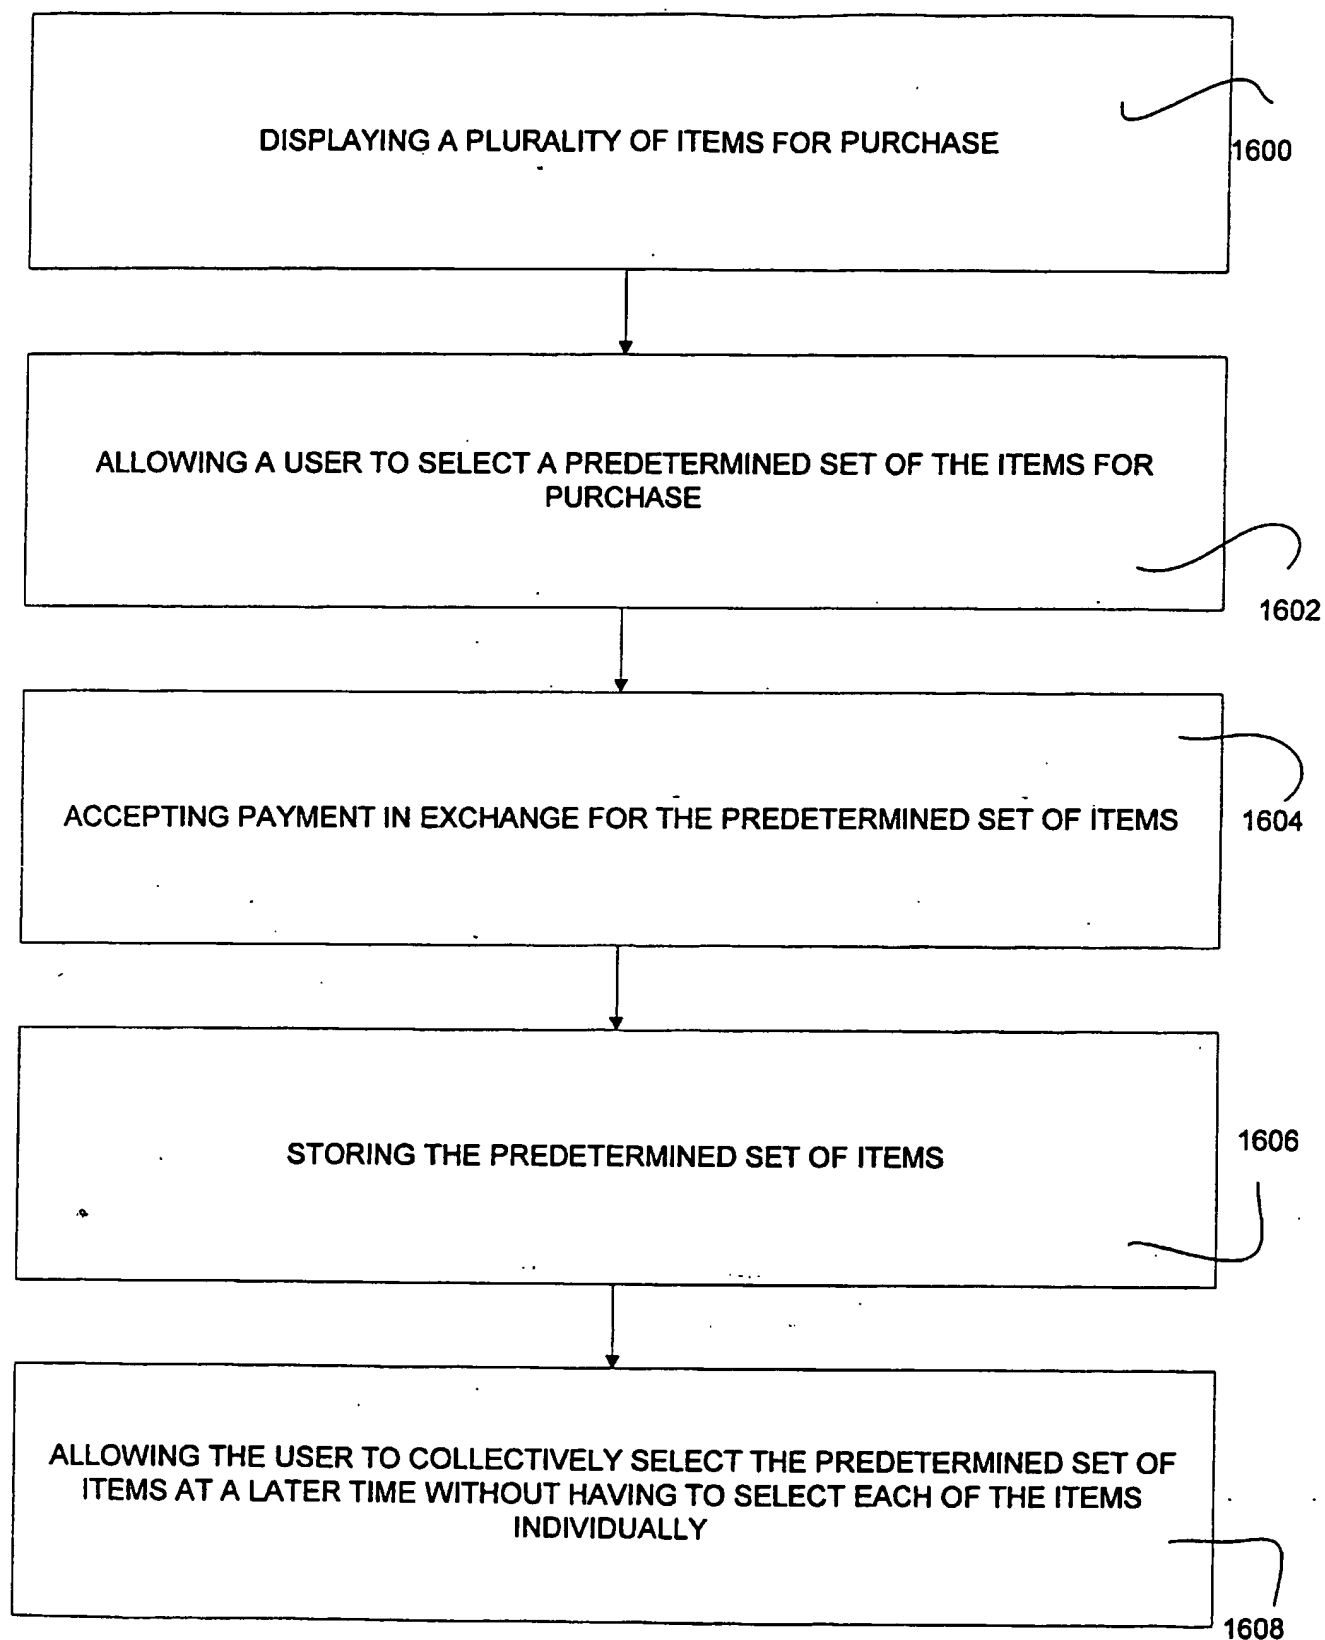 DISPLAYING A PLURALITY OF ITEMS FOR PURCHASE
1600
ALLOWING A USER TO SELECT A PREDETERMINED SET OF THE ITEMS FOR
PURCHASE
1602
ACCEPTING PAYMENT IN EXCHANGE FOR THE PREDETERMINED SET OF ITEMS
1604
STORING THE PREDETERMINED SET OF ITEMS
1606
ALLOWING THE USER TO COLLECTIVELY SELECT THE PREDETERMINED SET OF
ITEMS AT A LATER TIME WITHOUT HAVING TO SELECT EACH OF THE ITEMS
INDIVIDUALLY
1608